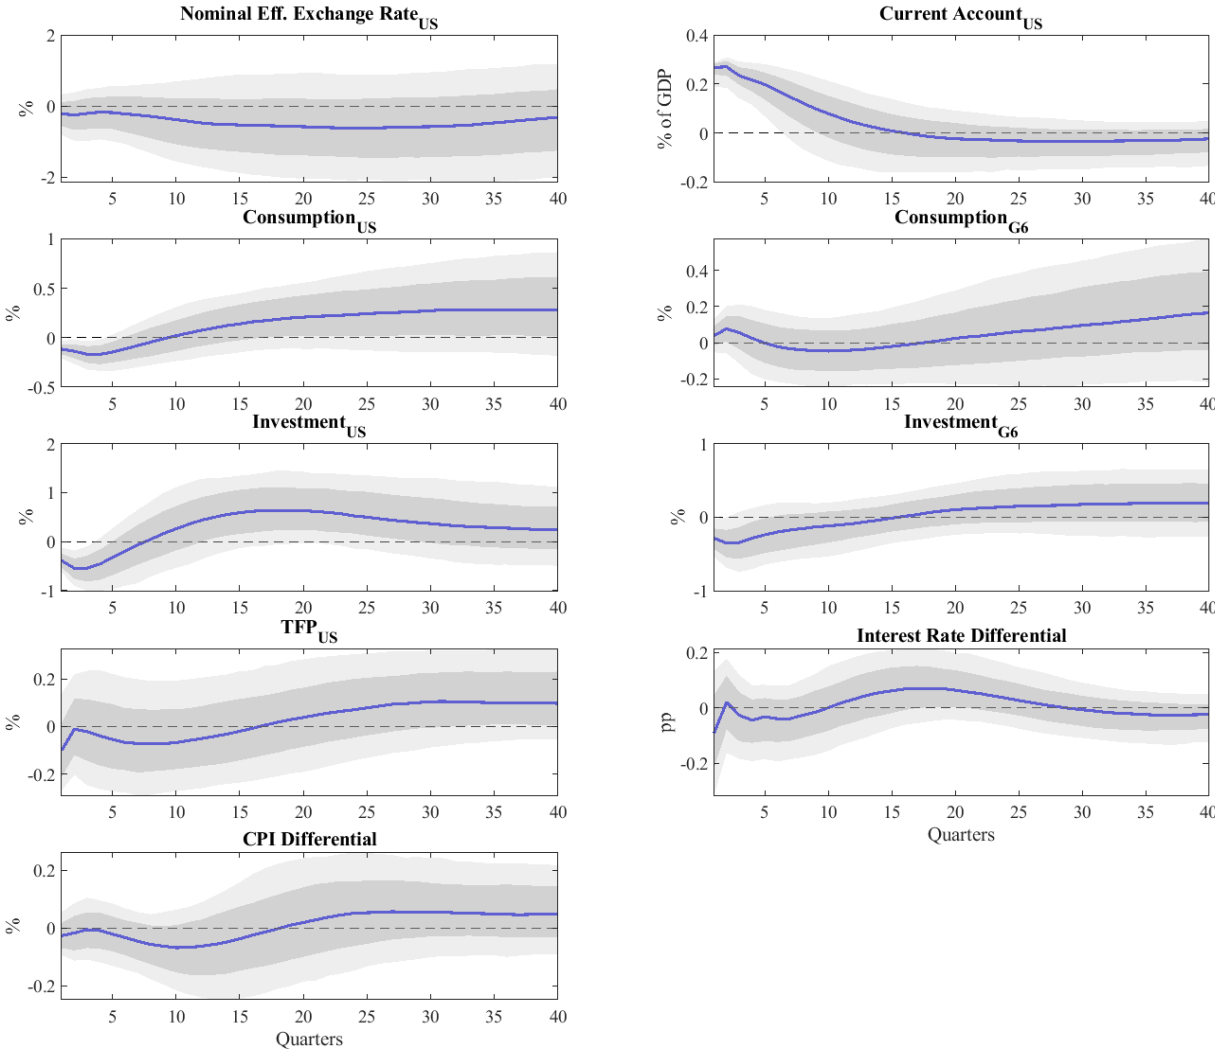 Nominal Eff. Exchange Rate_US
%
2
0
-2
5 10 15 20 25 30 35 40
Current Account_US
% of GDP
0.4
0.2
0
-0.2
5 10 15 20 25 30 35 40
Consumption_US
%
1
0.5
0
-0.5
5 10 15 20 25 30 35 40
Consumption_G6
%
0.4
0.2
0
-0.2
5 10 15 20 25 30 35 40
Investment_US
%
2
1
0
-1
5 10 15 20 25 30 35 40
Investment_G6
%
1
0
-1
5 10 15 20 25 30 35 40
TFP_US
%
0.2
0
-0.2
5 10 15 20 25 30 35 40
Interest Rate Differential
pp
0.2
0
-0.2
5 10 15 20 25 30 35 40
Quarters
CPI Differential
%
0.2
0
-0.2
5 10 15 20 25 30 35 40
Quarters